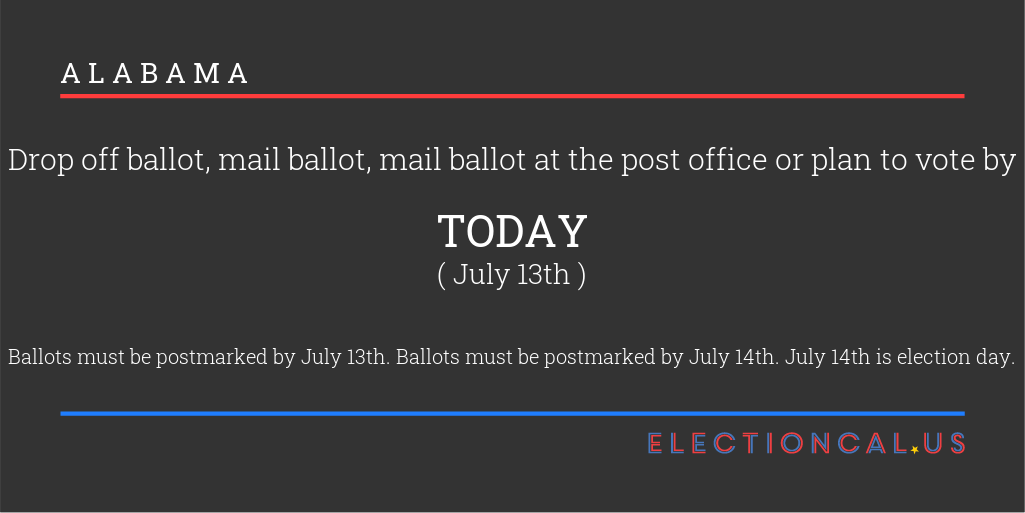 ALABAMA
Drop off ballot, mail ballot, mail ballot at the post office or plan to vote by
TODAY
( July 13th )
Ballots must be postmarked by July 13th. Ballots must be postmarked by July 14th. July 14th is election day.
ELECTIONCAL.US